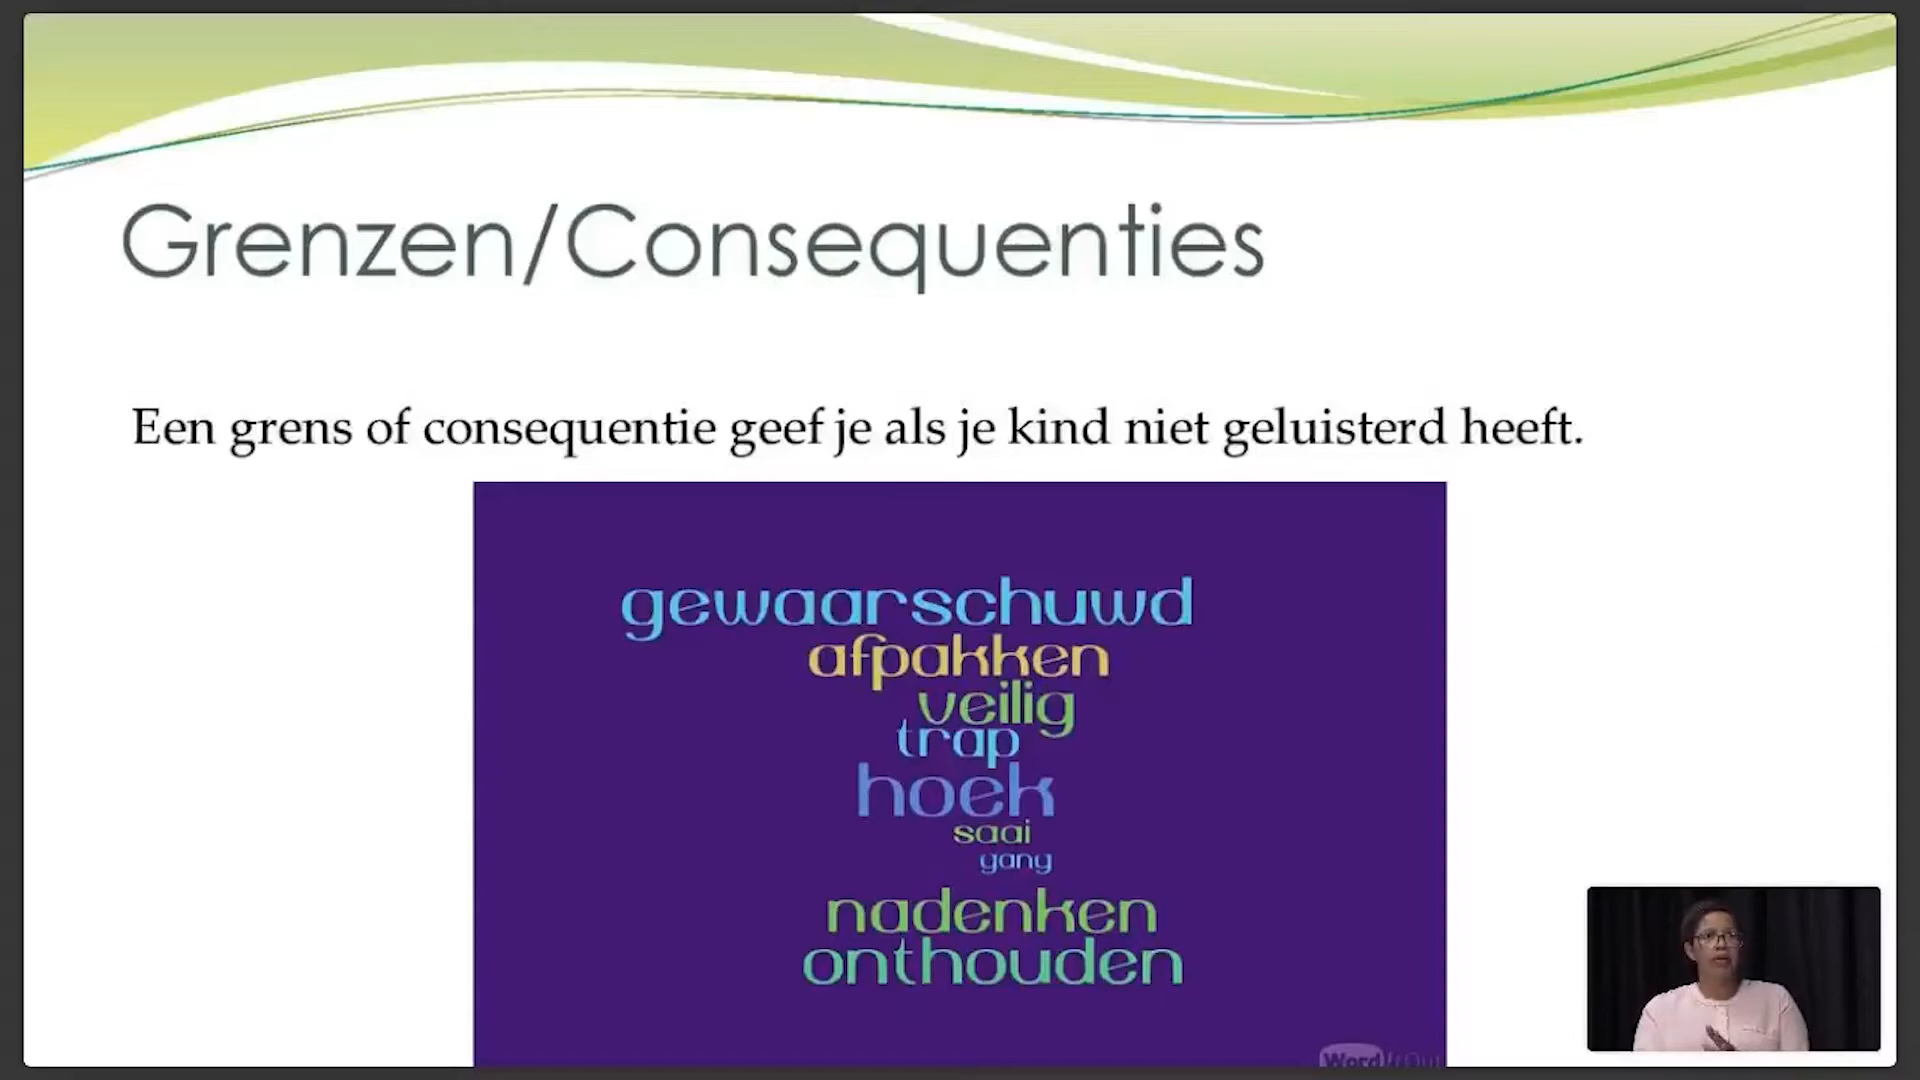 Grenzen/Consequenties
Een grens of consequentie geef je als je kind niet geluisterd heeft.
gewaarschuwd
afpakken
veilig
trap
hoek
saai
gang
nadenken
onthouden
WordItOut